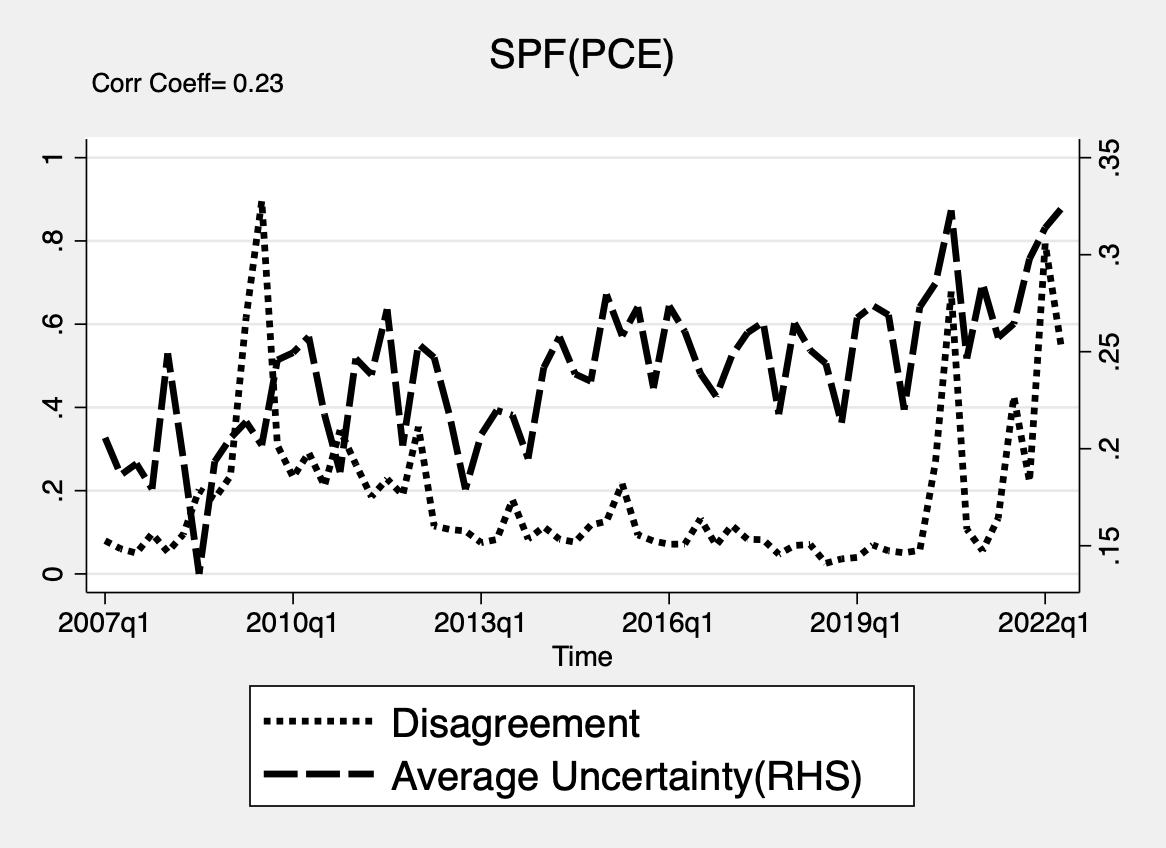 SPF(PCE)
Corr Coeff= 0.23
1
.8
.6
.4
.2
0
.35
.3
.25
.2
.15
2007q1 2010q1 2013q1 2016q1 2019q1 2022q1
Time
Disagreement
Average Uncertainty(RHS)